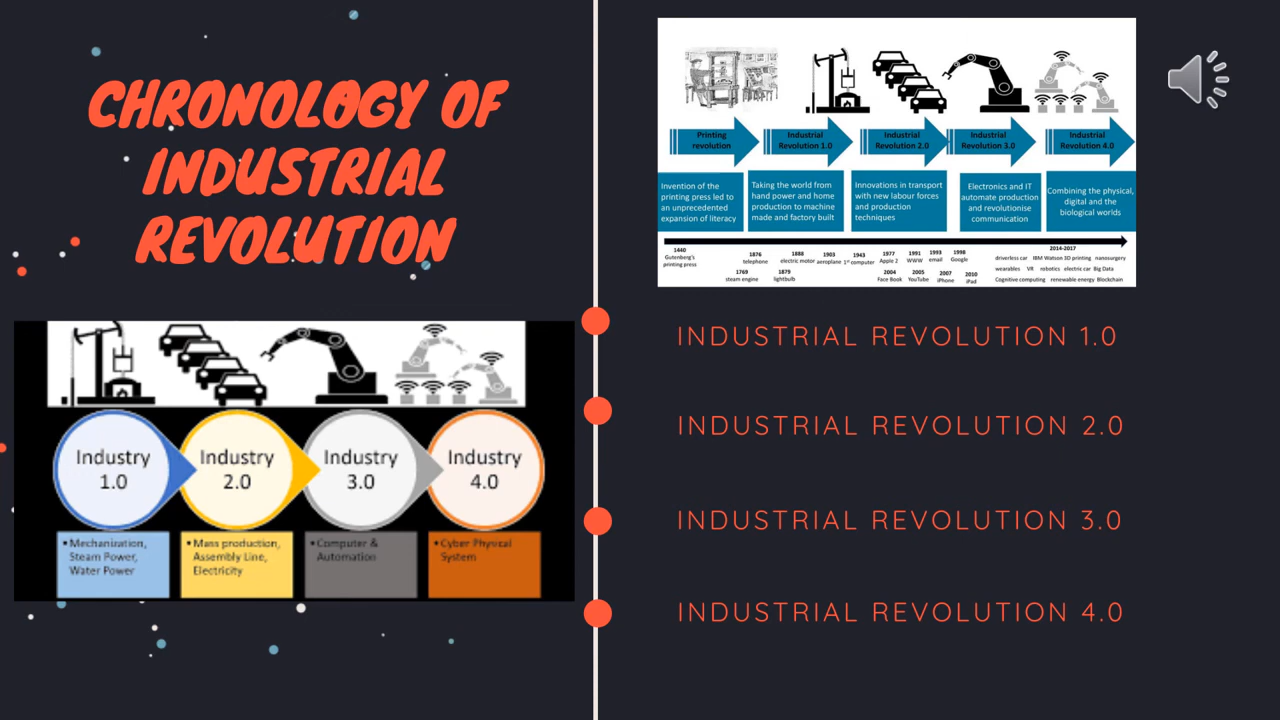 CHRONOLOGY OF
INDUSTRIAL
REVOLUTION
Industry
1.0
Industry
2.0
Industry
3.0
Industry
4.0
• Mechanization,
Steam Power,
Water Power
• Mass production,
Assembly Line,
Electricity
• Computer &
Automation
• Cyber Physical
System
Printing
revolution
Industrial
Revolution 1.0
Industrial
Revolution 2.0
Industrial
Revolution 3.0
Industrial
Revolution 4.0
Invention of the
printing press led to
an unprecedented
expansion of literacy
Taking the world from
hand power and home
production to machine
made and factory built
Innovations in transport
with new labour forces
and production
techniques
Electronics and IT
automate production
and revolutionise
communication
Combining the physical,
digital and the
biological worlds
1440
Gutenberg's
printing press
1769
steam engine
1876
telephone
1879
lightbulb
1888
electric motor
1903
aeroplane
1943
1st computer
1977
Apple 2
1991
WWW
1993
email
1998
Google
2004
Face Book
2005
YouTube
2007
iPhone
2010
iPad
2014-2017
driverless car IBM Watson 3D printing nanosurgery
wearables VR robotics electric car Big Data
Cognitive computing renewable energy Blockchain
INDUSTRIAL REVOLUTION 1.0
INDUSTRIAL REVOLUTION 2.0
INDUSTRIAL REVOLUTION 3.0
INDUSTRIAL REVOLUTION 4.0